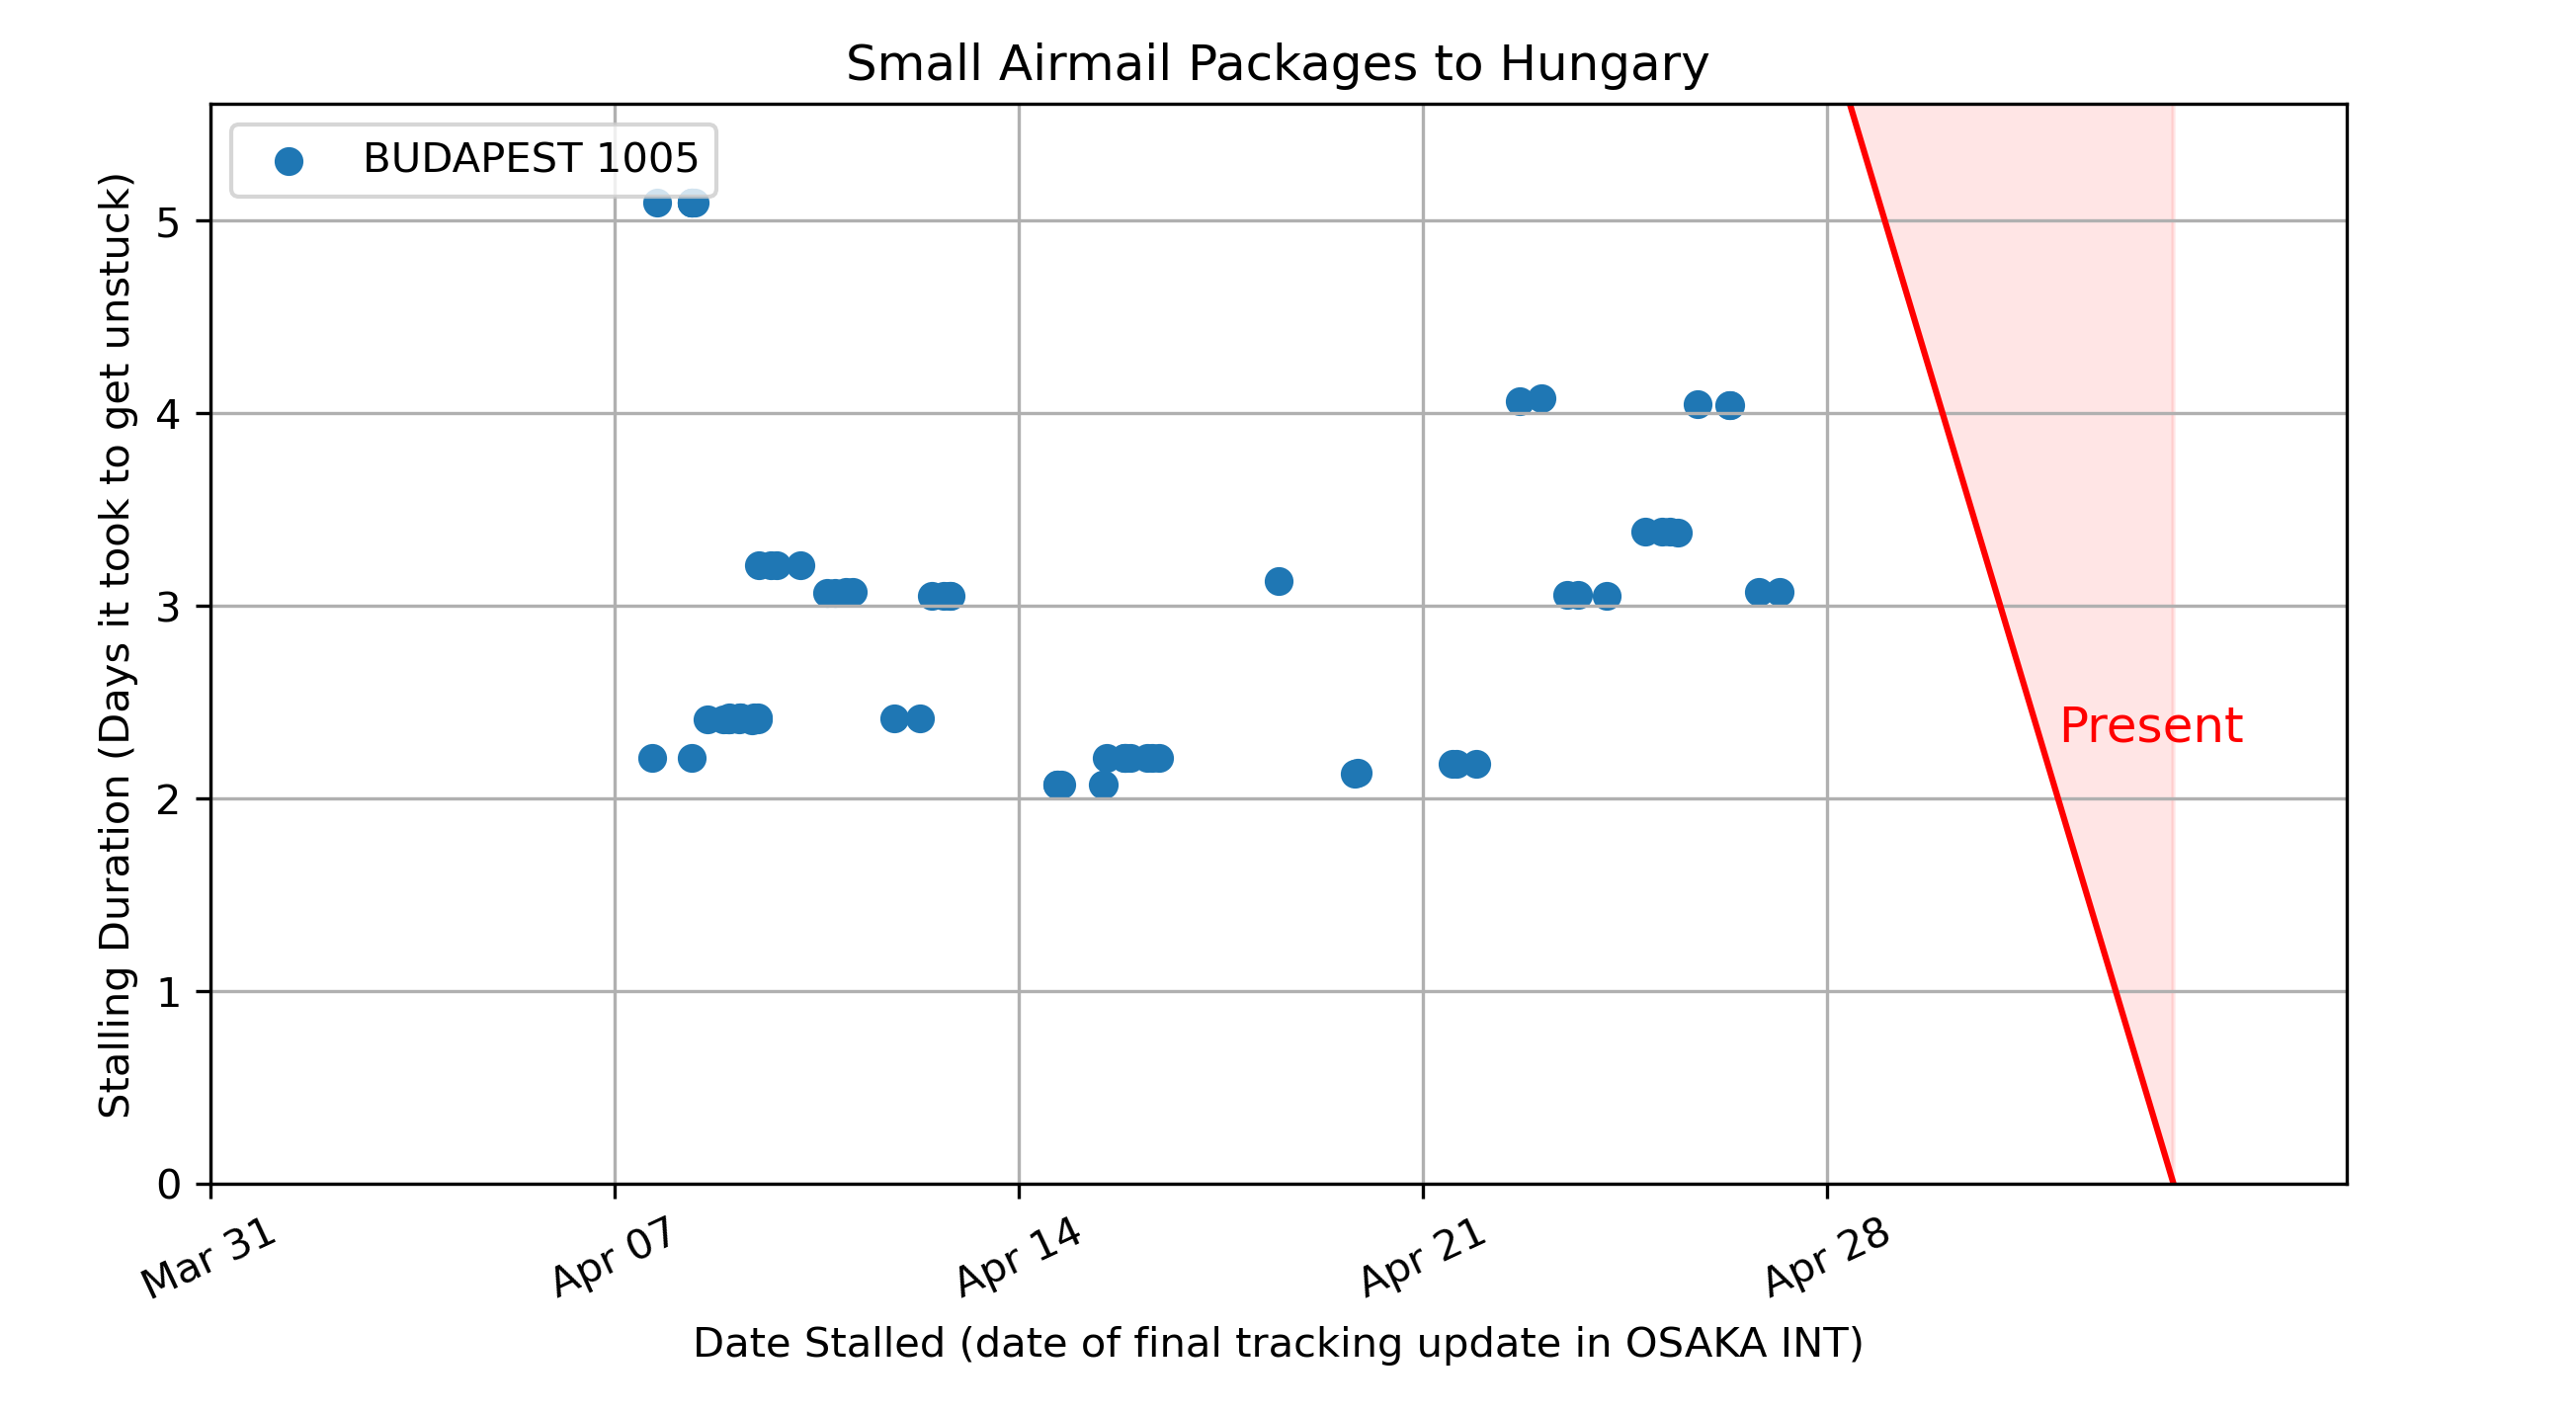 Small Airmail Packages to Hungary
BUDAPEST 1005
Stalling Duration (Days it took to get unstuck)
5
4
3
2
1
0
Present
Mar 31
Apr 07
Apr 14
Apr 21
Apr 28
Date Stalled (date of final tracking update in OSAKA INT)